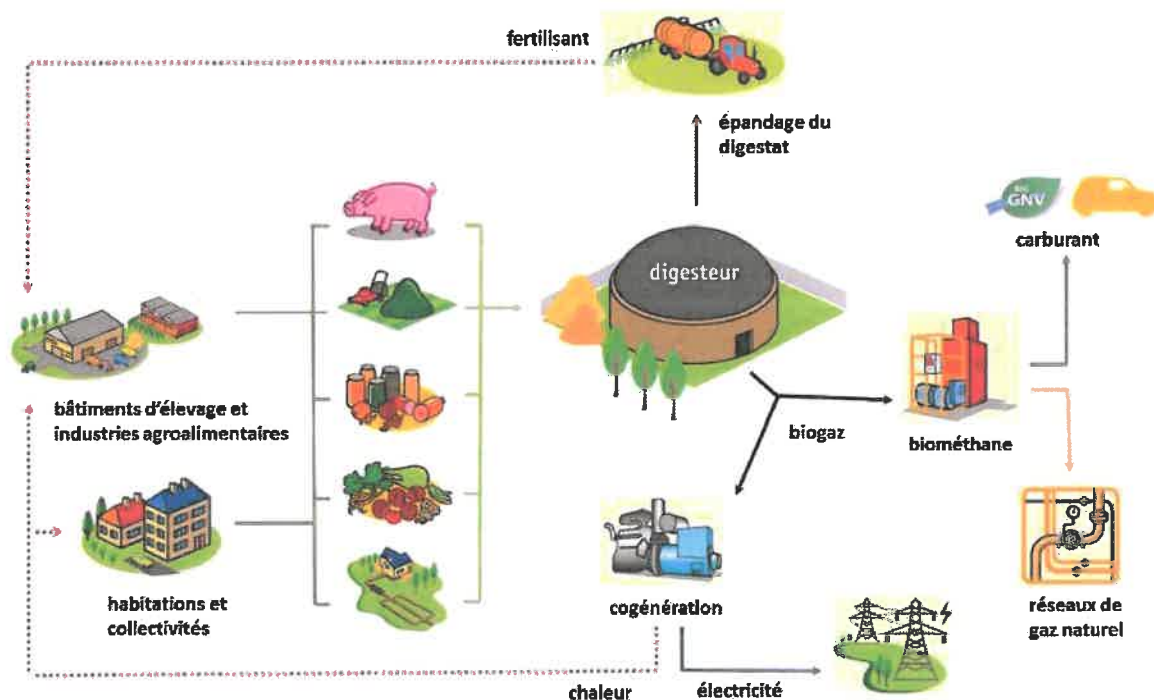 fertilisant
épandage du
digestat
BIO
GNV
carburant
digesteur
bâtiments d'élevage et
industries agroalimentaires
biogaz
biométhane
habitations et
collectivités
cogénération
réseaux de
gaz naturel
chaleur
électricité